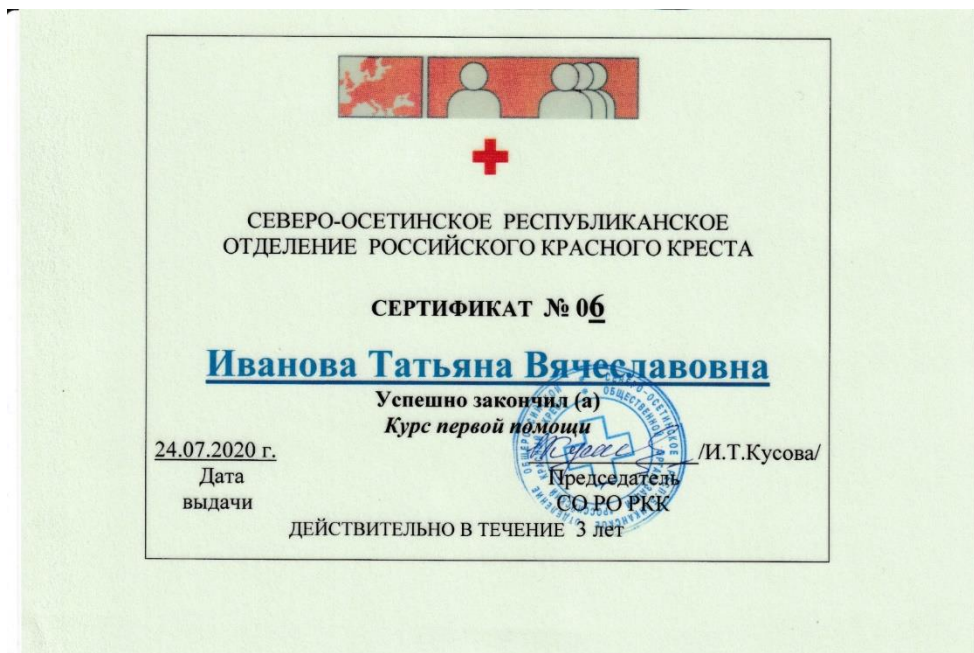 СЕВЕРО-ОСЕТИНСКОЕ РЕСПУБЛИКАНСКОЕ
ОТДЕЛЕНИЕ РОССИЙСКОГО КРАСНОГО КРЕСТА
СЕРТИФИКАТ № 06
Иванова Татьяна Вячеславовна
Успешно закончил (а)
Курс первой помощи
24.07.2020 г. /И.Т.Кусова/
Дата Председатель
выдачи СО РО РКК
ДЕЙСТВИТЕЛЬНО В ТЕЧЕНИЕ 3 лет